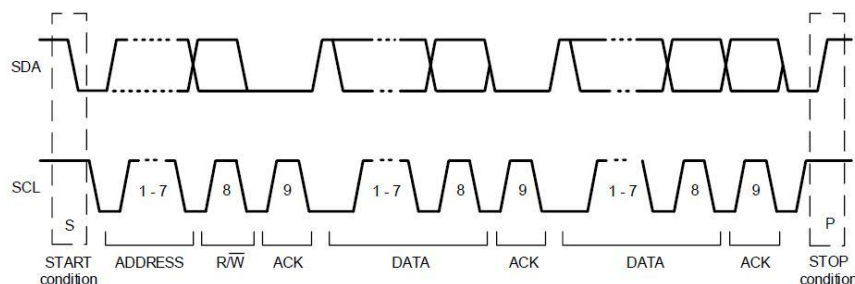 SDA
SCL
1 - 7 8 9 1 - 7 8 9 1 - 7 8 9
S P
START condition ADDRESS R/W̅ ACK DATA ACK DATA ACK STOP condition